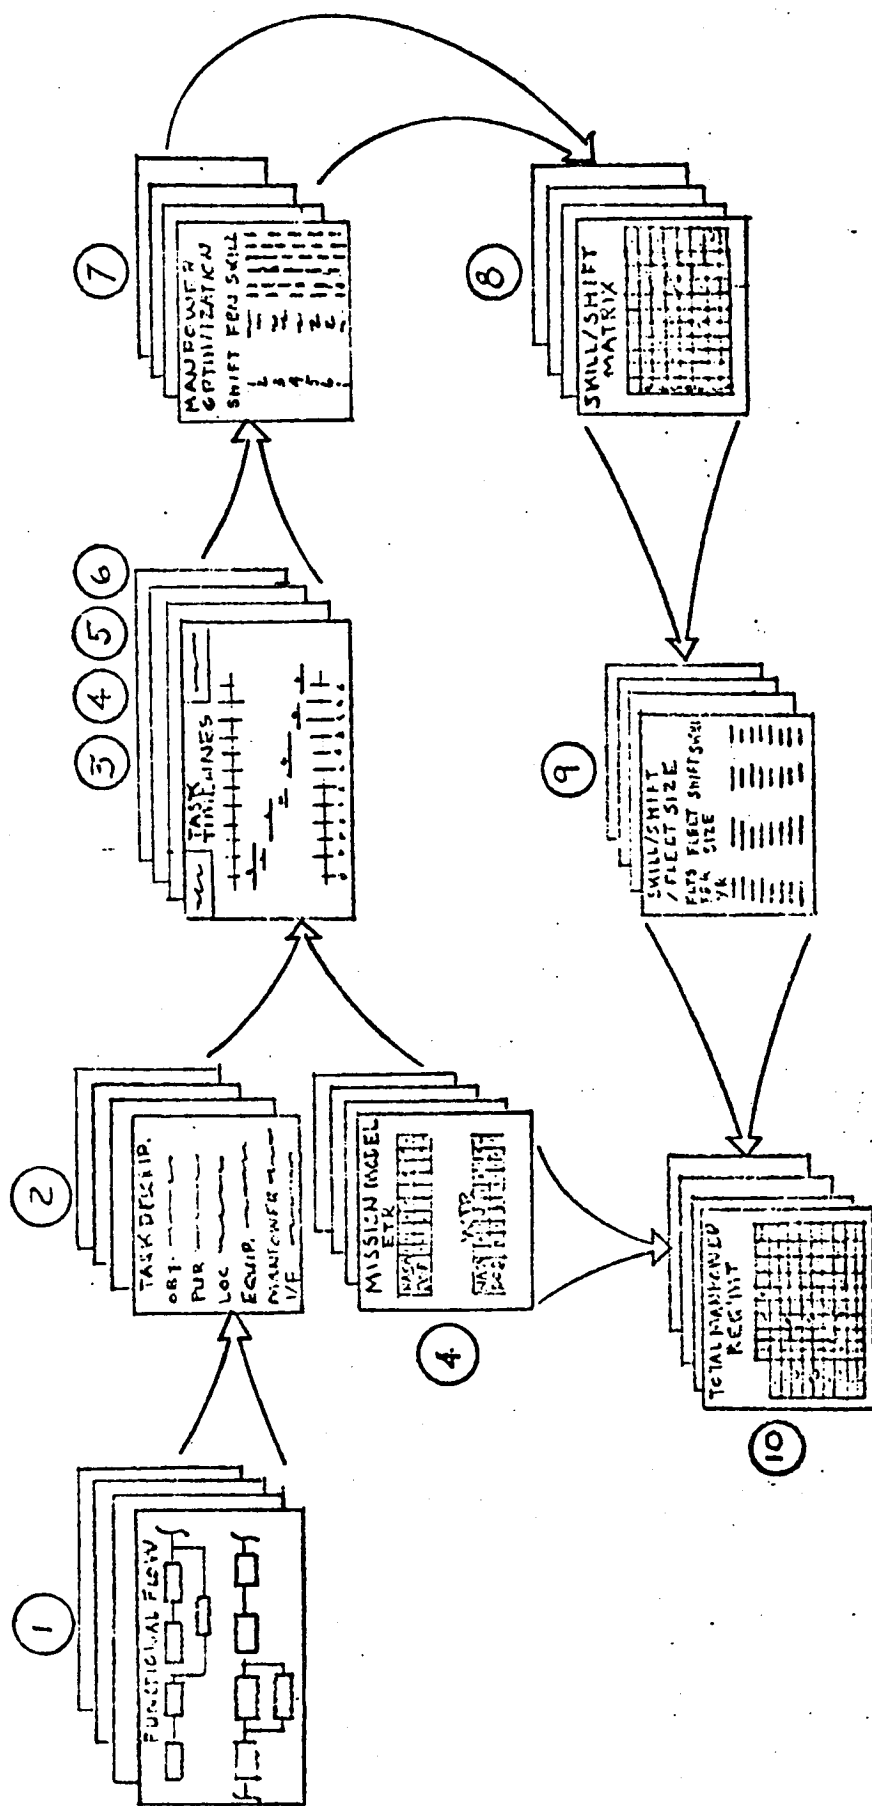 1
FUNCTIONAL FLOW
2
TASK DESCRIP.
OBJ.
PUR
LOC
EQUIP.
MANPOWER
I/F
4
MISSION MODEL
ETR
WTR
3 4 5 6
TASK
TIMELINES
7
MANPOWER
OPTIMIZATION
SHIFT FCN SKILL
8
SKILL/SHIFT
MATRIX
9
SKILL/SHIFT
/FLEET SIZE
FLTS FLEET SHIFT SKILL
PER SIZE
YR
10
TOTAL MANPOWER
REQ'MT